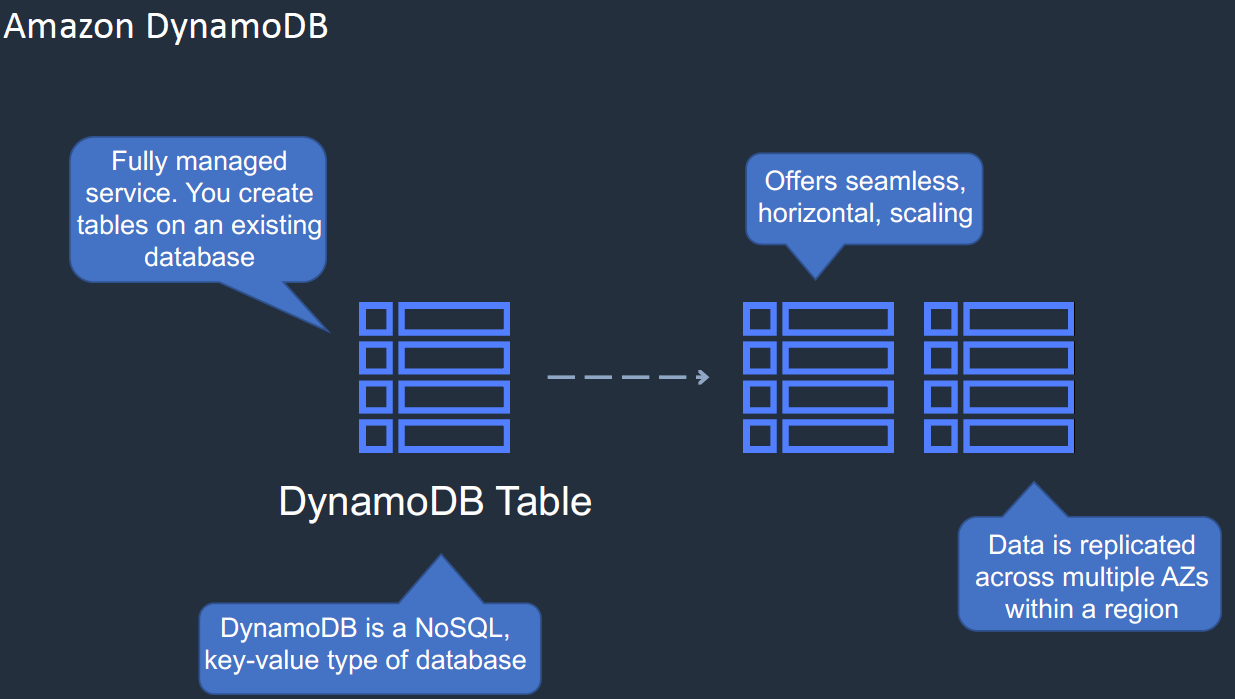 Amazon DynamoDB
Fully managed
service. You create
tables on an existing
database
Offers seamless,
horizontal, scaling
DynamoDB Table
DynamoDB is a NoSQL,
key-value type of database
Data is replicated
across multiple AZs
within a region